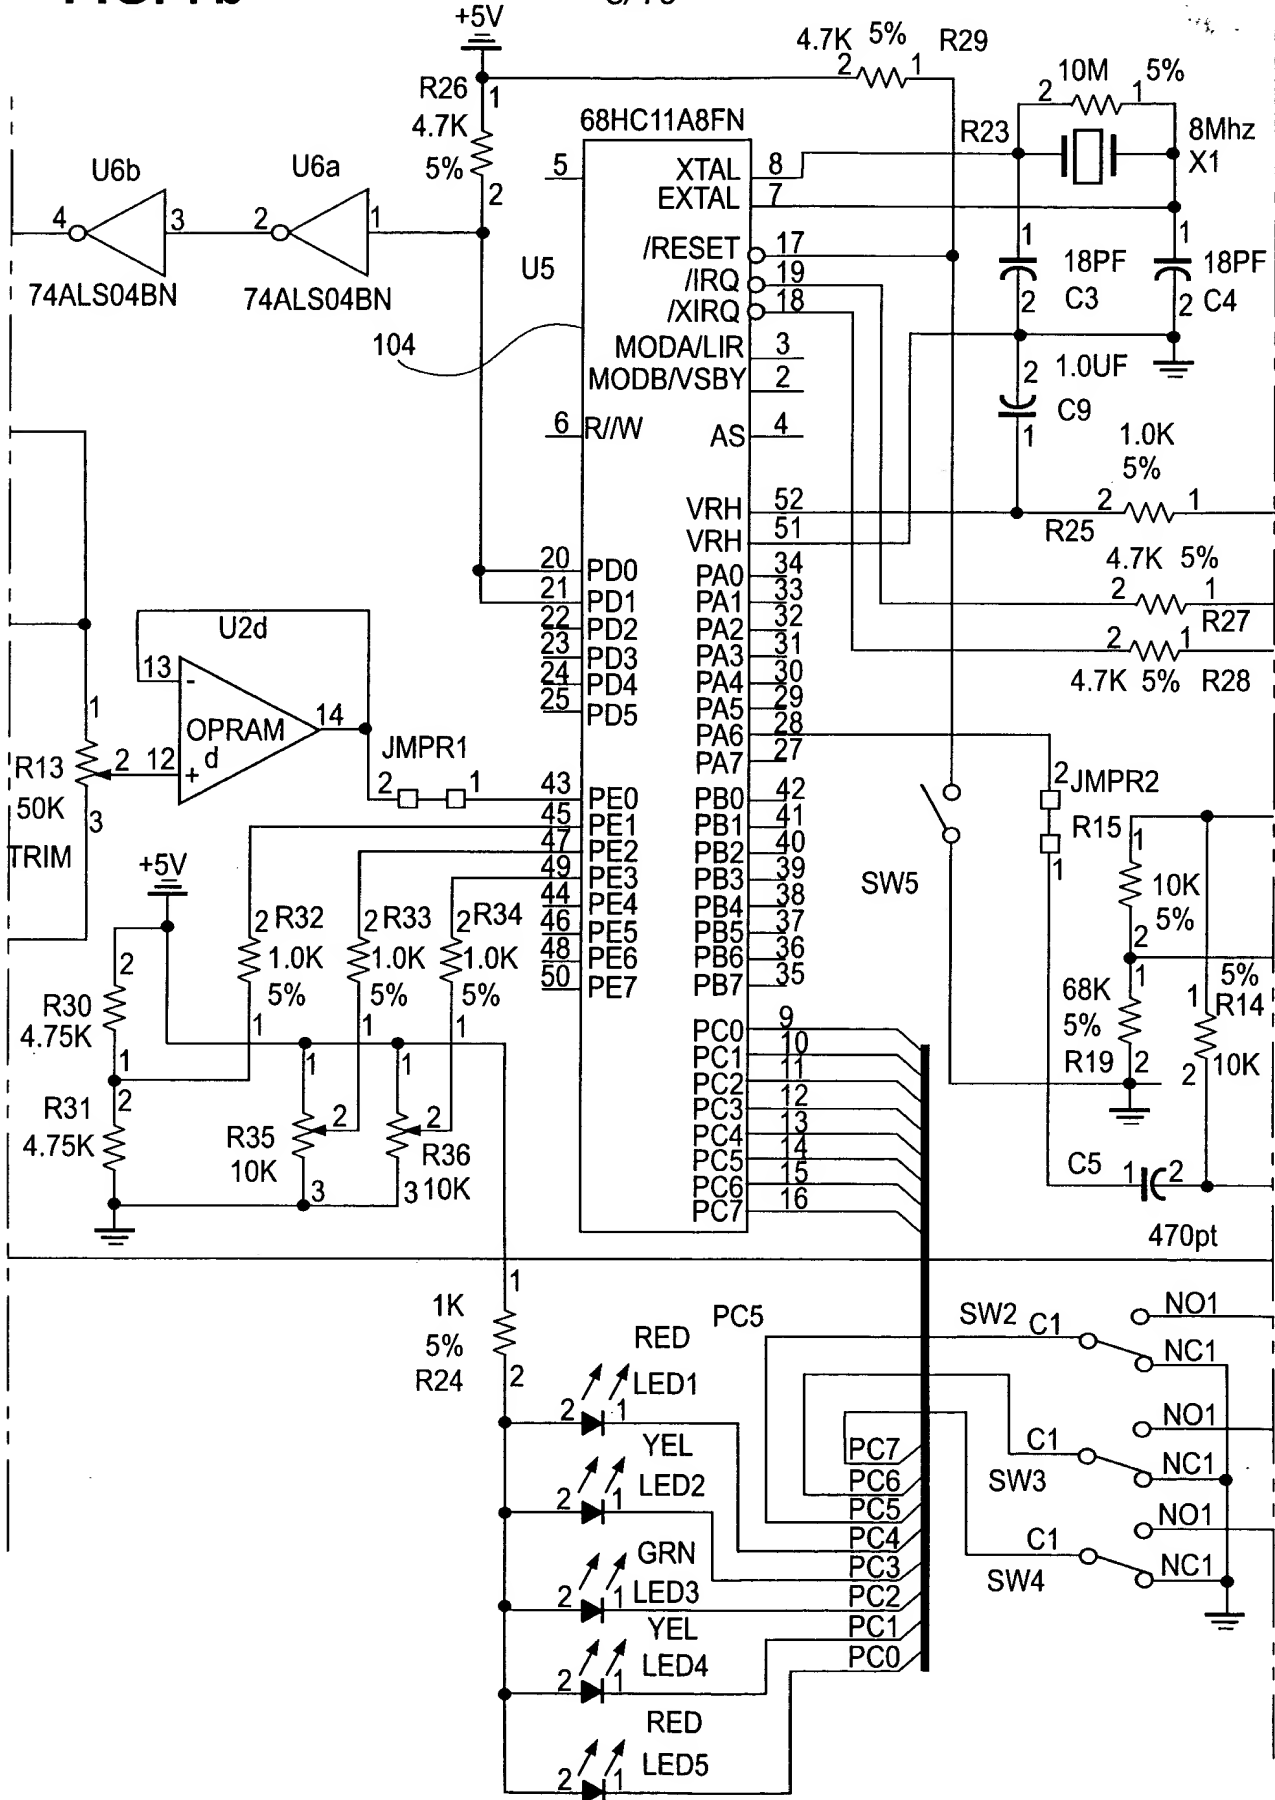 +5V
4.7K 5% R29
2 1
R26 1
4.7K
5%
2
10M 5%
2 1
R23
8Mhz
X1
68HC11A8FN
U6b
U6a
4 3 2 1
74ALS04BN
74ALS04BN
U5
104
5
XTAL 8
EXTAL 7
/RESET 17
/IRQ 19
/XIRQ 18
MODA/LIR 3
MODB/VSBY 2
6 R//W
AS 4
1 18PF 1 18PF
2 C3 2 C4
2 1.0UF
C9
1
VRH 52
VRH 51
1.0K
5%
2 1
R25
4.7K 5%
2 1
R27
2 1
4.7K 5% R28
20 PD0
21 PD1
22 PD2
23 PD3
24 PD4
25 PD5
PA0 34
PA1 33
PA2 32
PA3 31
PA4 30
PA5 29
PA6 28
PA7 27
U2d
13 -
OPRAM 14
d
12 +
1
R13 2
50K
3
TRIM
JMPR1
2 1
43 PE0
45 PE1
47 PE2
49 PE3
44 PE4
46 PE5
48 PE6
50 PE7
PB0 42
PB1 41
PB2 40
PB3 39
PB4 38
PB5 37
PB6 36
PB7 35
2 JMPR2
1
SW5
R15 1
10K
5%
2
1
68K
5%
R19 2
5%
1 R14
2 10K
+5V
2 R32 2 R33 2 R34
1.0K 1.0K 1.0K
5% 5% 5%
1 1 1
2
R30
4.75K
1
2
R31
4.75K
1 1
2 2
R35 R36
10K 10K
3 3
PC0 9
PC1 10
PC2 11
PC3 12
PC4 13
PC5 14
PC6 15
PC7 16
C5 1 2
470pt
1
1K
5%
R24 2
PC5
RED
LED1
2 1
YEL
LED2
2 1
GRN
LED3
2 1
YEL
LED4
2 1
RED
LED5
2 1
PC7
PC6
PC5
PC4
PC3
PC2
PC1
PC0
SW2 C1 NO1
NC1
C1 NO1
SW3 NC1
C1 NO1
SW4 NC1